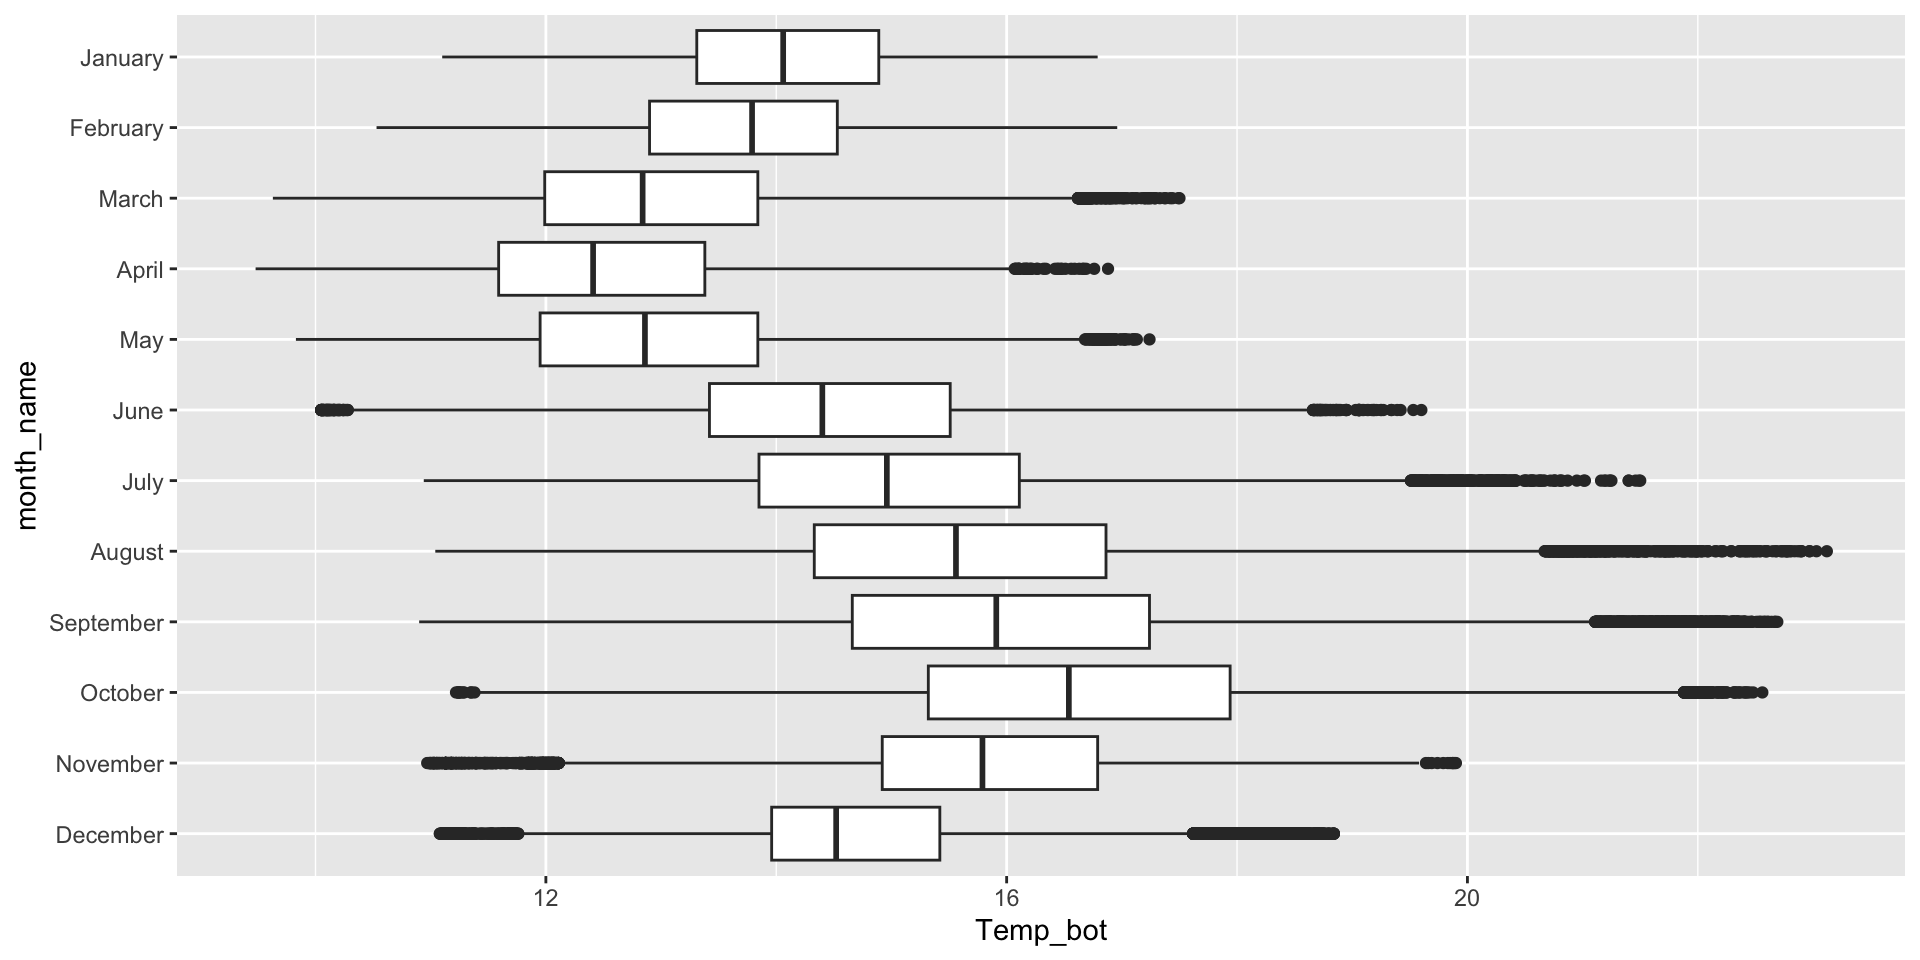 month_name
January
February
March
April
May
June
July
August
September
October
November
December
12 16 20
Temp_bot